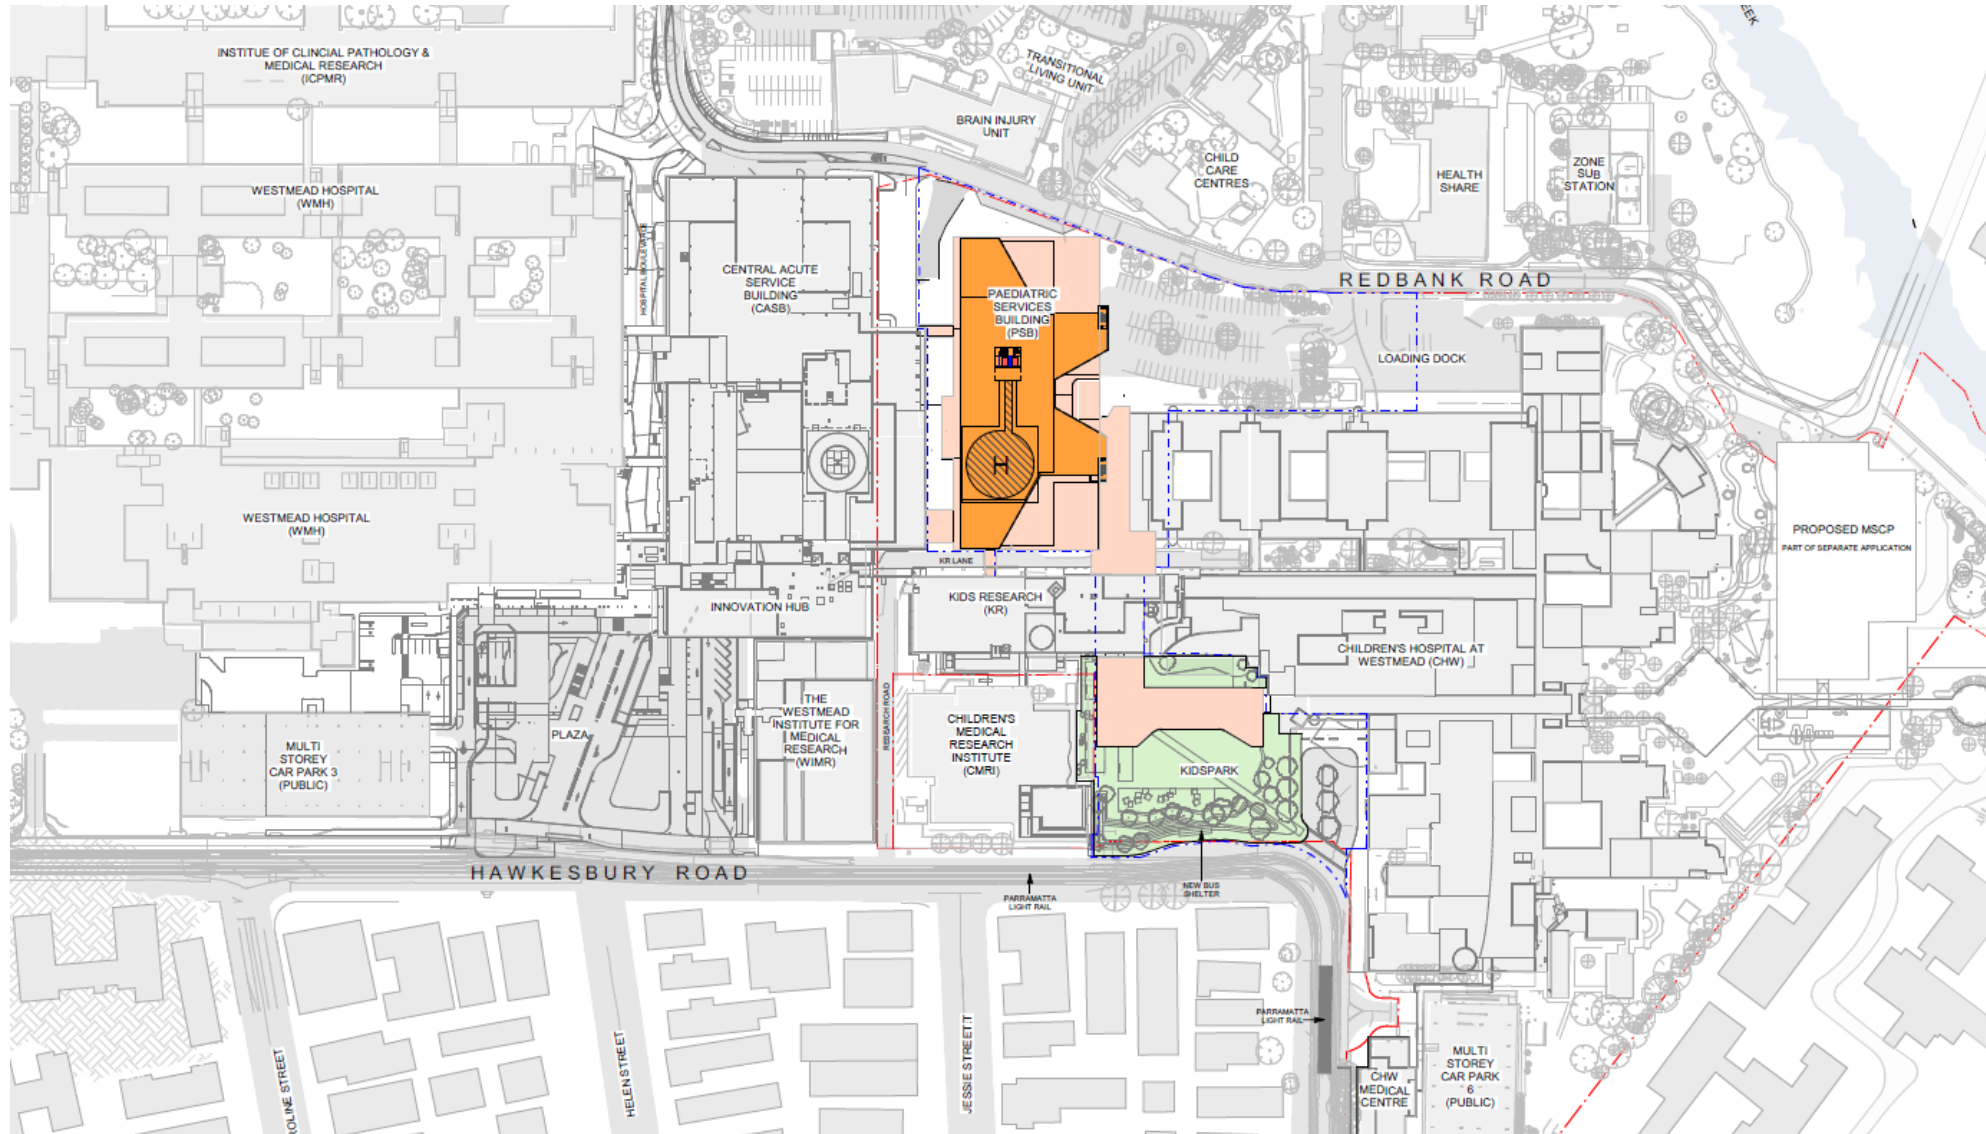 INSTITUE OF CLINCIAL PATHOLOGY &
MEDICAL RESEARCH
(ICPMR)
TRANSITIONAL
LIVING UNIT
BRAIN INJURY
UNIT
CHILD
CARE
CENTRES
HEALTH
SHARE
ZONE
SUB
STATION
WESTMEAD HOSPITAL
(WMH)
HOSPITAL BOULEVARDE
CENTRAL ACUTE
SERVICE
BUILDING
(CASB)
PAEDIATRIC
SERVICES
BUILDING
(PSB)
REDBANK ROAD
LOADING DOCK
H
H
WESTMEAD HOSPITAL
(WMH)
PROPOSED MSCP
PART OF SEPARATE APPLICATION
KR LANE
INNOVATION HUB
KIDS RESEARCH
(KR)
CHILDREN'S HOSPITAL AT
WESTMEAD (CHW)
MULTI
STOREY
CAR PARK 3
(PUBLIC)
PLAZA
THE
WESTMEAD
INSTITUTE FOR
MEDICAL
RESEARCH
(WIMR)
RESEARCH ROAD
CHILDREN'S
MEDICAL
RESEARCH
INSTITUTE
(CMRI)
KIDSPARK
HAWKESBURY ROAD
PARRAMATTA
LIGHT RAIL
NEW BUS
SHELTER
PARRAMATTA
LIGHT RAIL
ROLINE STREET
HELEN STREET
JESSIE STREET
CHW
MEDICAL
CENTRE
MULTI
STOREY
CAR PARK
6
(PUBLIC)